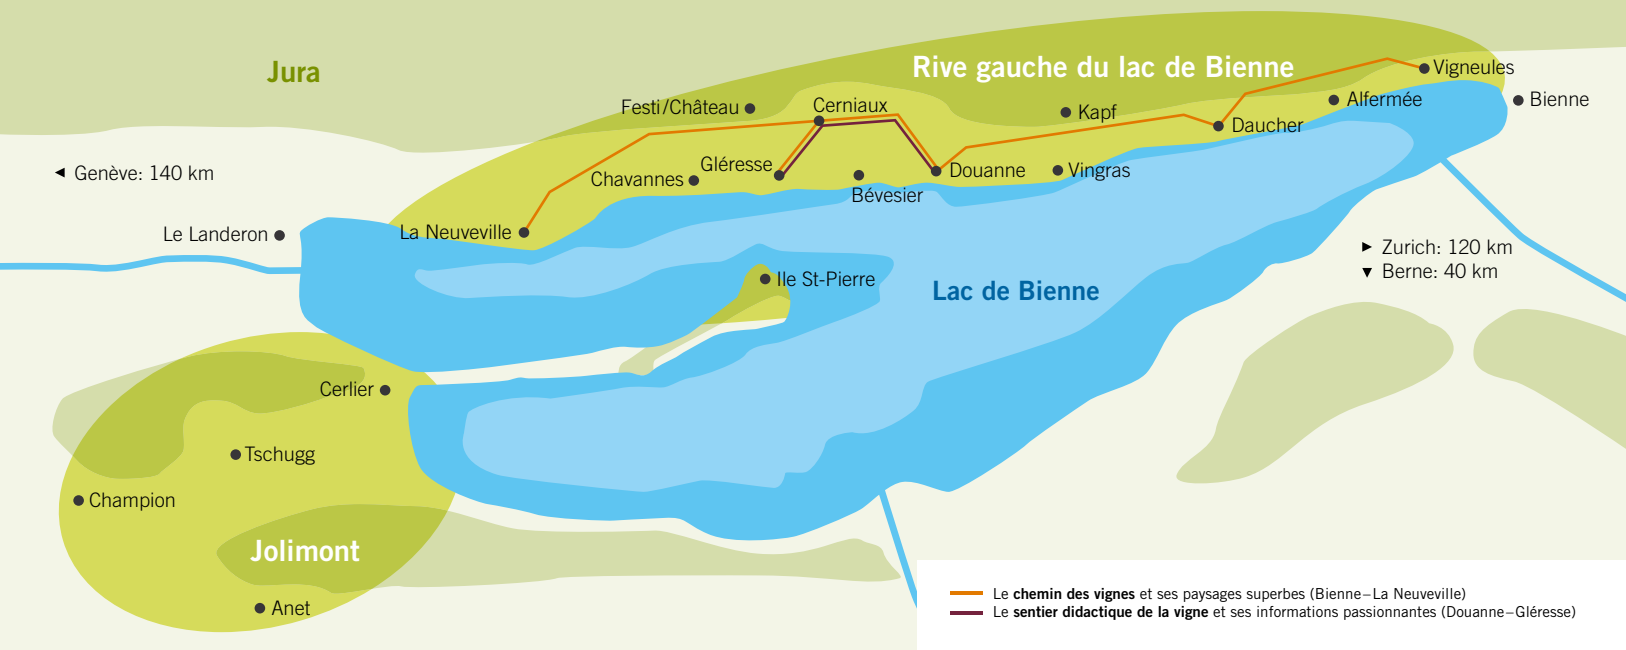 Jura
Rive gauche du lac de Bienne
Vigneules
Festi/Château
Cerniaux
Kapf
Alfermée
Bienne
Daucher
◄ Genève: 140 km
Gléresse
Chavannes
Douanne
Vingras
Bévesier
Le Landeron
La Neuveville
► Zurich: 120 km
▼ Berne: 40 km
Ile St-Pierre
Lac de Bienne
Cerlier
Tschugg
Champion
Jolimont
Anet
Le chemin des vignes et ses paysages superbes (Bienne–La Neuveville)
Le sentier didactique de la vigne et ses informations passionnantes (Douanne–Gléresse)